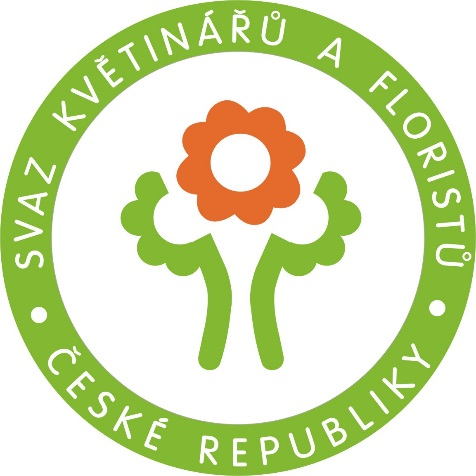 SVAZ KVĚTINÁŘŮ A FLORISTŮ
ČESKÉ REPUBLIKY